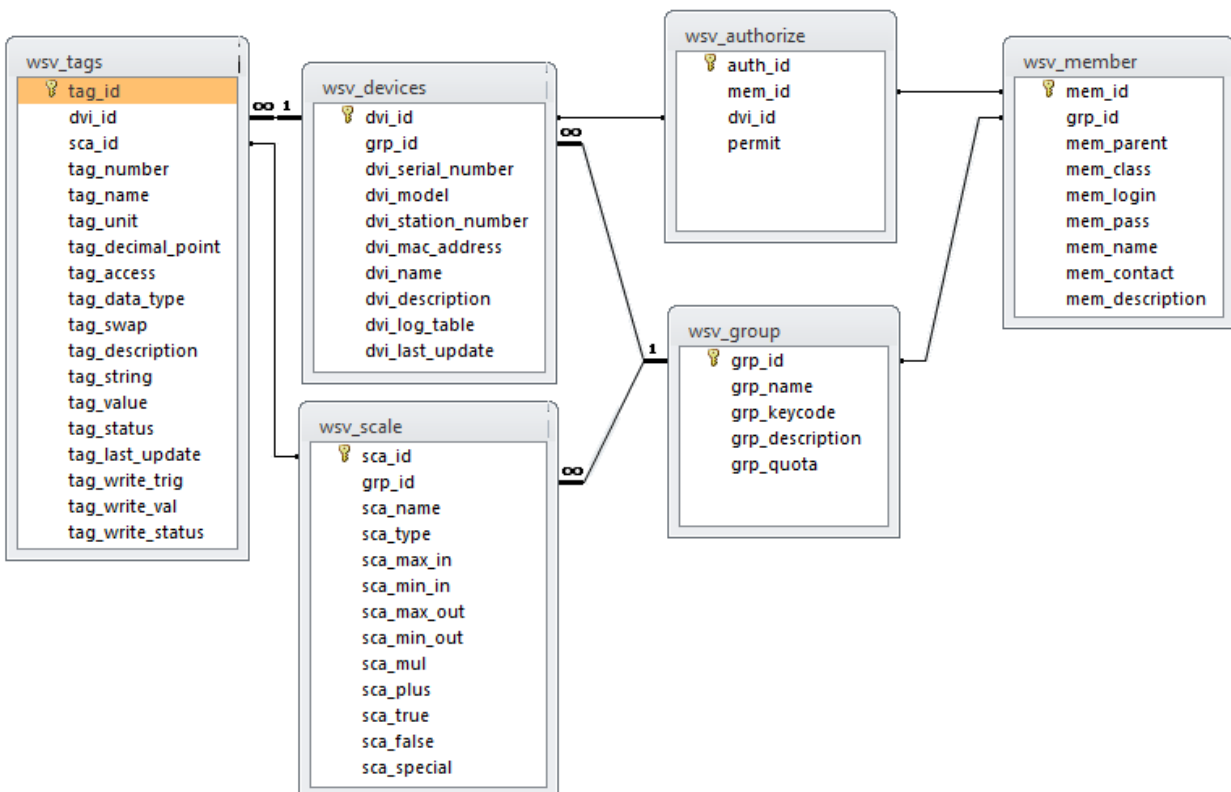 wsv_tags
tag_id
dvi_id
sca_id
tag_number
tag_name
tag_unit
tag_decimal_point
tag_access
tag_data_type
tag_swap
tag_description
tag_string
tag_value
tag_status
tag_last_update
tag_write_trig
tag_write_val
tag_write_status
∞ 1
wsv_devices
dvi_id
grp_id
dvi_serial_number
dvi_model
dvi_station_number
dvi_mac_address
dvi_name
dvi_description
dvi_log_table
dvi_last_update
∞
wsv_scale
sca_id
grp_id
sca_name
sca_type
sca_max_in
sca_min_in
sca_max_out
sca_min_out
sca_mul
sca_plus
sca_true
sca_false
sca_special
∞
wsv_authorize
auth_id
mem_id
dvi_id
permit
1
wsv_group
grp_id
grp_name
grp_keycode
grp_description
grp_quota
wsv_member
mem_id
grp_id
mem_parent
mem_class
mem_login
mem_pass
mem_name
mem_contact
mem_description